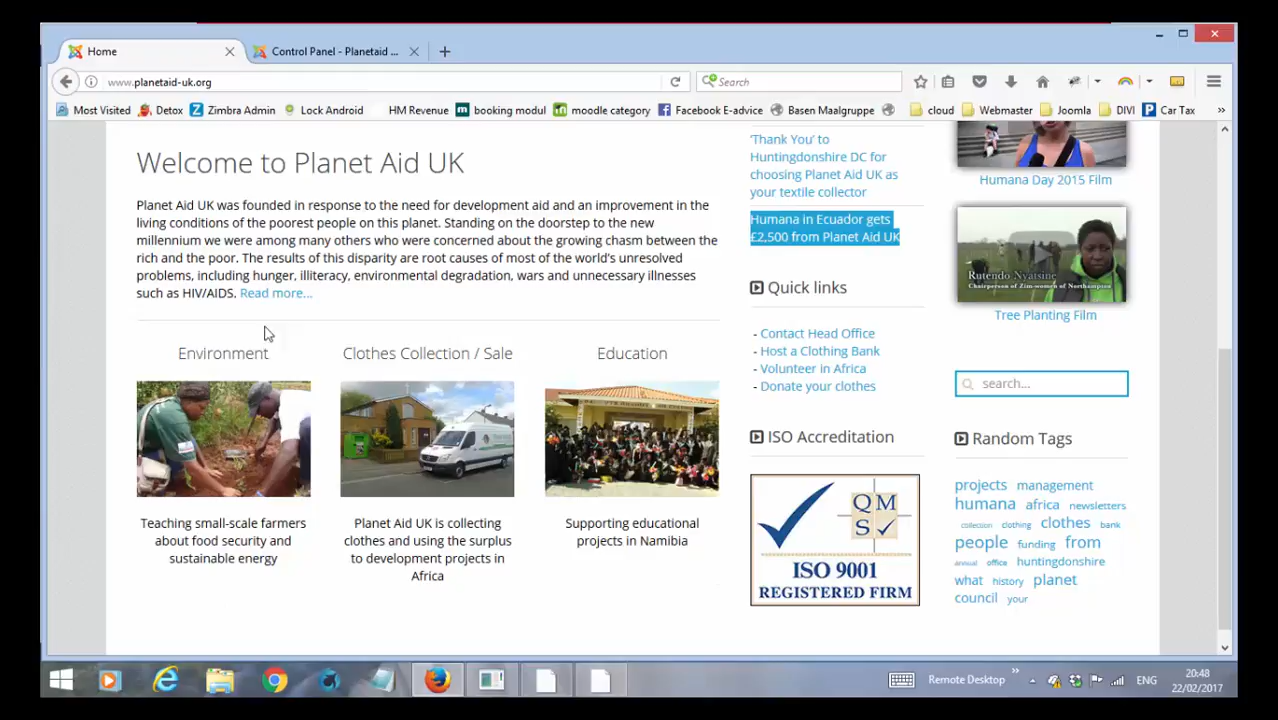 Home
Control Panel - Planetaid ...
www.planetaid-uk.org
Search
Most Visited
Detox
Zimbra Admin
Lock Android
HM Revenue
booking modul
moodle category
Facebook E-advice
Basen Maalgruppe
cloud
Webmaster
Joomla
DIVI
Car Tax
Welcome to Planet Aid UK
Planet Aid UK was founded in response to the need for development aid and an improvement in the
living conditions of the poorest people on this planet. Standing on the doorstep to the new
millennium we were among many others who were concerned about the growing chasm between the
rich and the poor. The results of this disparity are root causes of most of the world's unresolved
problems, including hunger, illiteracy, environmental degradation, wars and unnecessary illnesses
such as HIV/AIDS. Read more...
Environment
Clothes Collection / Sale
Education
Teaching small-scale farmers
about food security and
sustainable energy
Planet Aid UK is collecting
clothes and using the surplus
to development projects in
Africa
Supporting educational
projects in Namibia
'Thank You' to
Huntingdonshire DC for
choosing Planet Aid UK as
your textile collector
Humana in Ecuador gets
£2,500 from Planet Aid UK
Quick links
- Contact Head Office
- Host a Clothing Bank
- Volunteer in Africa
- Donate your clothes
ISO Accreditation
QM
S
ISO 9001
REGISTERED FIRM
Humana Day 2015 Film
Rutendo Nyatsine
Chairperson of Zim-women of Northampton
Tree Planting Film
search...
Random Tags
projects management
humana africa newsletters
collection clothing clothes bank
people funding from
annual office huntingdonshire
what history planet
council your
Remote Desktop
ENG
20:48
22/02/2017